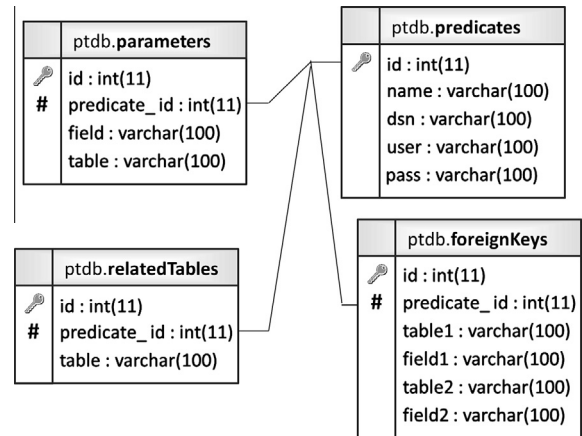 ptdb.parameters
id : int(11)
# predicate_id : int(11)
field : varchar(100)
table : varchar(100)
ptdb.predicates
id : int(11)
name : varchar(100)
dsn : varchar(100)
user : varchar(100)
pass : varchar(100)
ptdb.relatedTables
id : int(11)
# predicate_id : int(11)
table : varchar(100)
ptdb.foreignKeys
id : int(11)
# predicate_id : int(11)
table1 : varchar(100)
field1 : varchar(100)
table2 : varchar(100)
field2 : varchar(100)